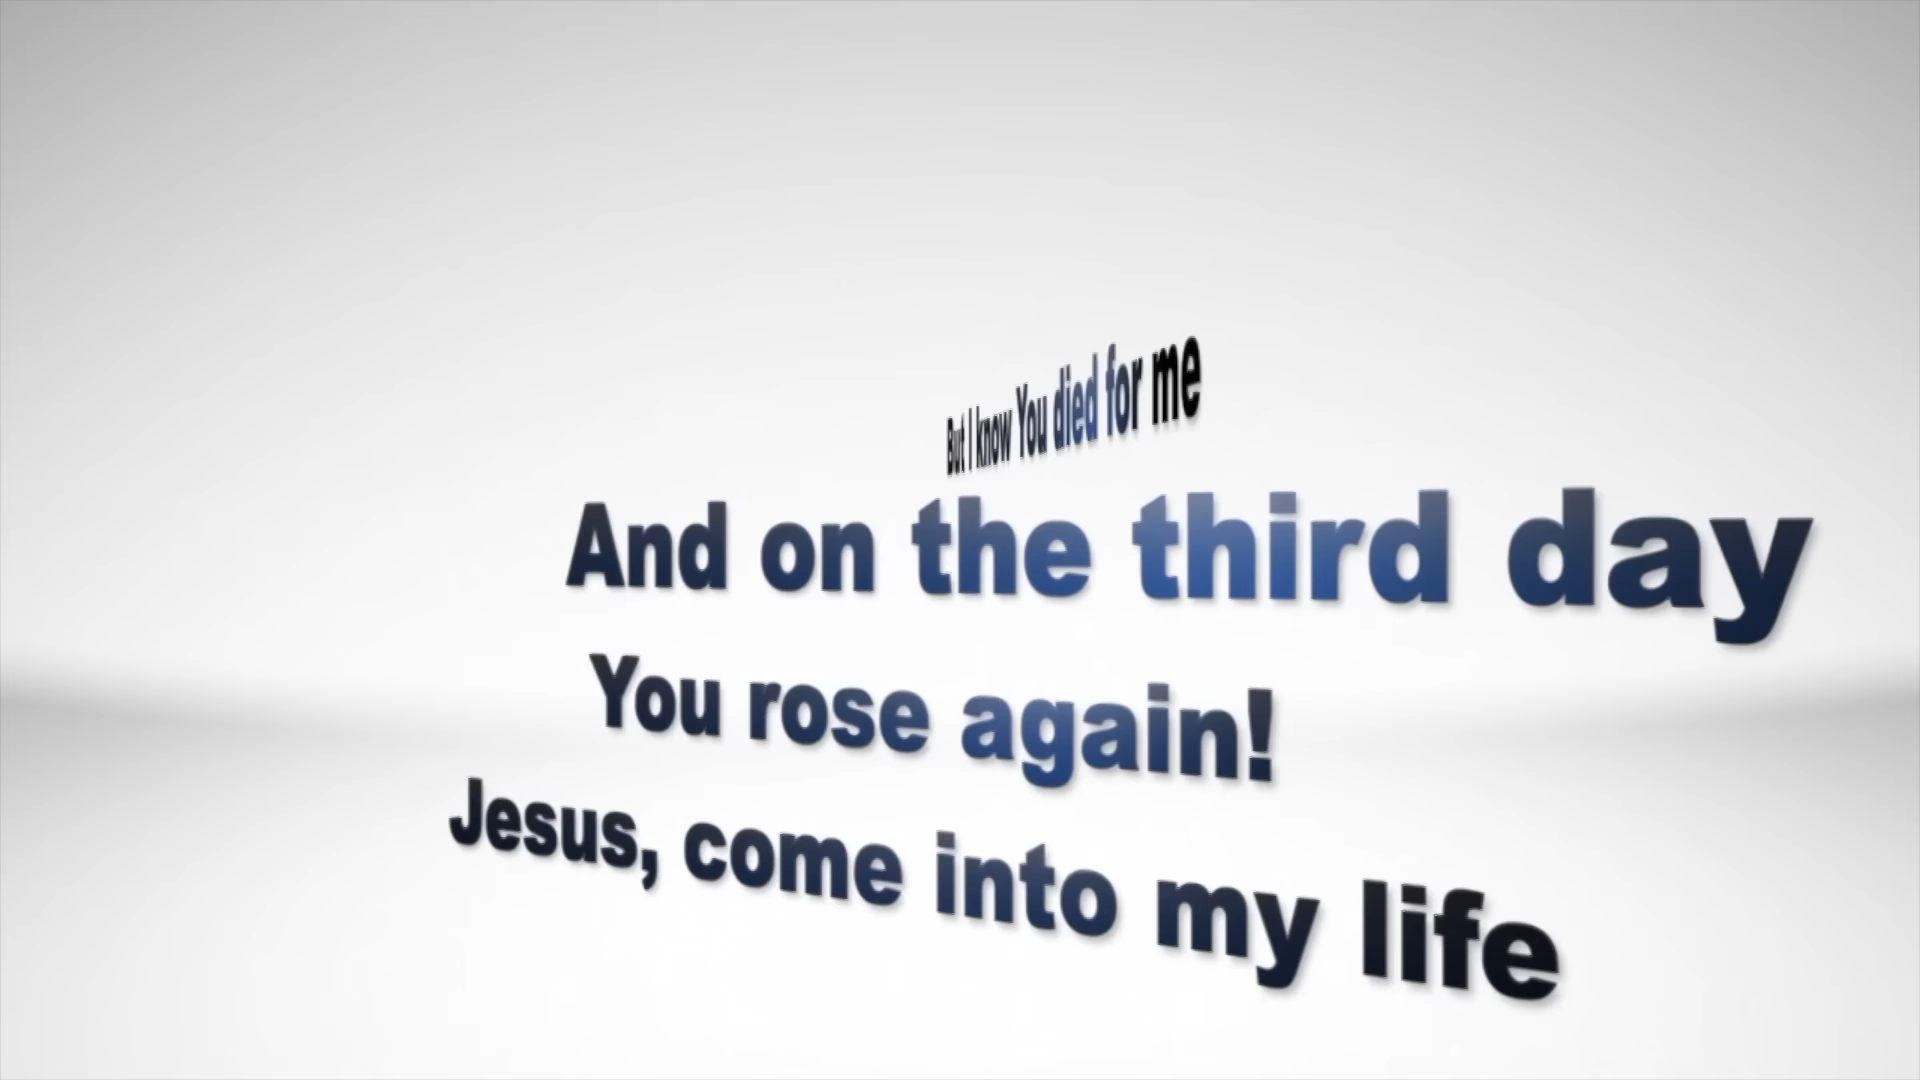 But I know You died for me
And on the third day
You rose again!
Jesus, come into my life